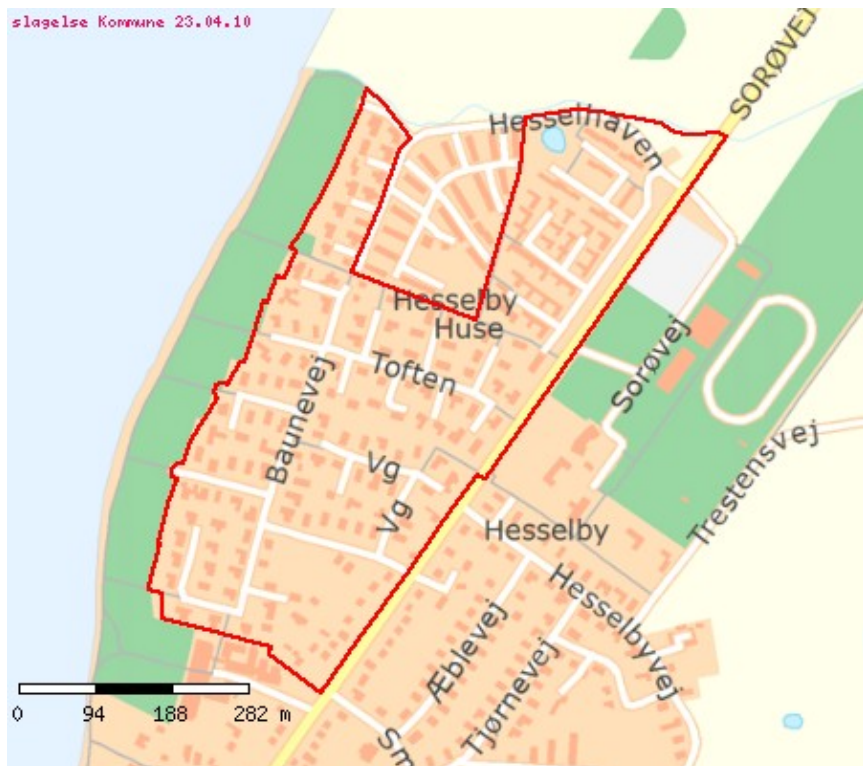 slagelse Kommune 23.04.10
SORØVEJ
Hesselhaven
Hesselby
Huse
Sorøvej
Toften
Baunevej
Trestensvej
Vg
Vg
Hesselby
Hesselbyvej
Æblevej
Tjørnevej
Sm
0 94 188 282 m